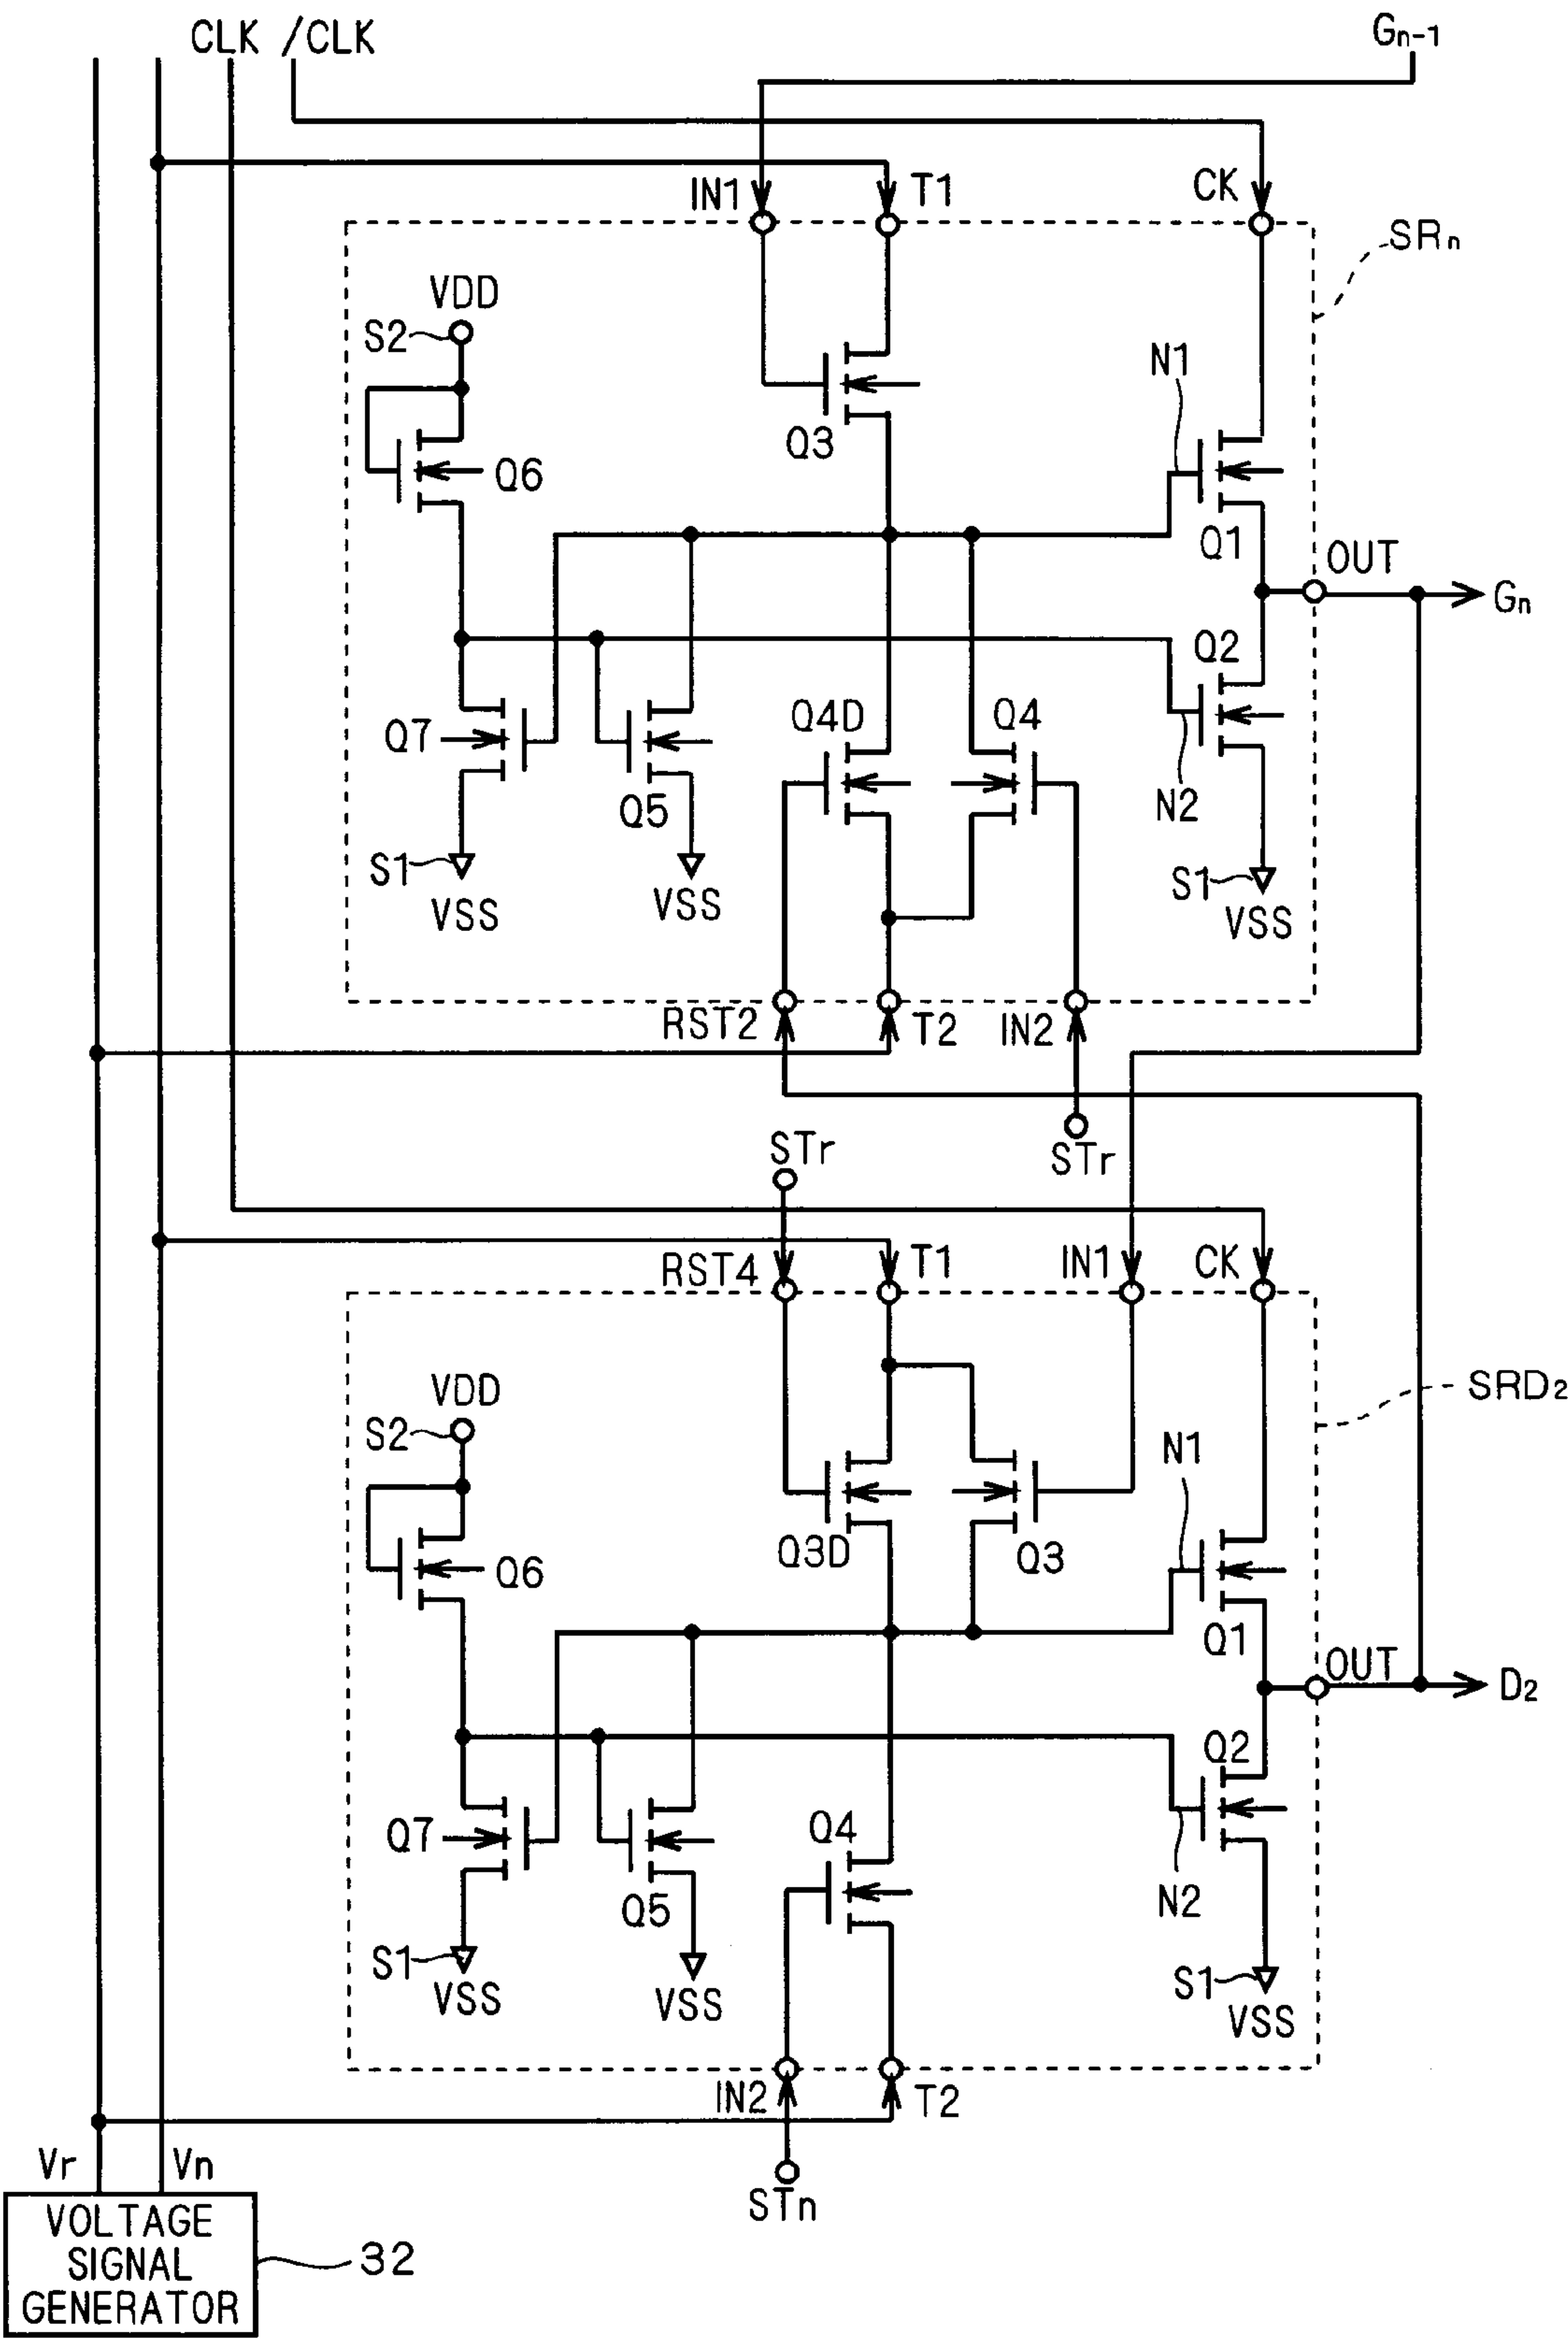 CLK /CLK
Gn-1
IN1
T1
CK
SRn
VDD
S2
N1
Q3
Q6
Q1
OUT
Gn
Q2
Q7
Q4D
Q4
Q5
N2
S1
VSS
VSS
S1
VSS
RST2
T2
IN2
STr
STr
RST4
T1
IN1
CK
SRD2
VDD
S2
N1
Q6
Q3D
Q3
Q1
OUT
D2
Q2
Q7
Q4
Q5
N2
S1
VSS
VSS
S1
VSS
IN2
T2
Vr
Vn
STn
VOLTAGE
SIGNAL
GENERATOR
32